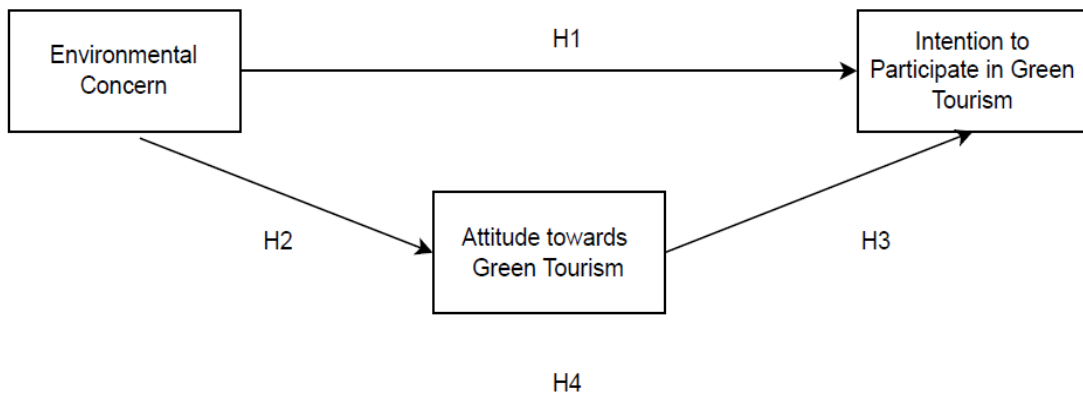 Environmental
Concern
H1
Intention to
Participate in Green
Tourism
H2
Attitude towards
Green Tourism
H3
H4